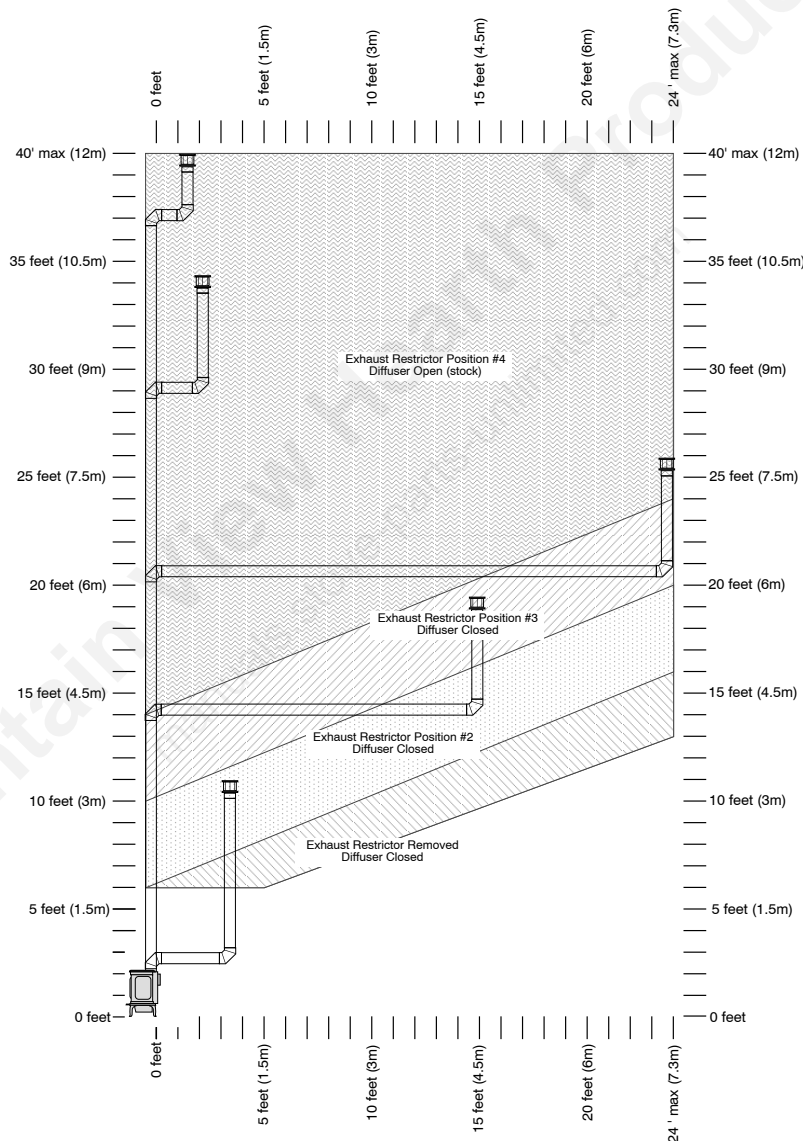 0 feet
5 feet (1.5m)
10 feet (3m)
15 feet (4.5m)
20 feet (6m)
24 ' max (7.3m)
40' max (12m)
40' max (12m)
35 feet (10.5m)
35 feet (10.5m)
Exhaust Restrictor Position #4
Diffuser Open (stock)
30 feet (9m)
30 feet (9m)
25 feet (7.5m)
25 feet (7.5m)
20 feet (6m)
20 feet (6m)
Exhaust Restrictor Position #3
Diffuser Closed
15 feet (4.5m)
15 feet (4.5m)
Exhaust Restrictor Position #2
Diffuser Closed
10 feet (3m)
10 feet (3m)
Exhaust Restrictor Removed
Diffuser Closed
5 feet (1.5m)
5 feet (1.5m)
0 feet
0 feet
0 feet
5 feet (1.5m)
10 feet (3m)
15 feet (4.5m)
20 feet (6m)
24 ' max (7.3m)
View Hearth